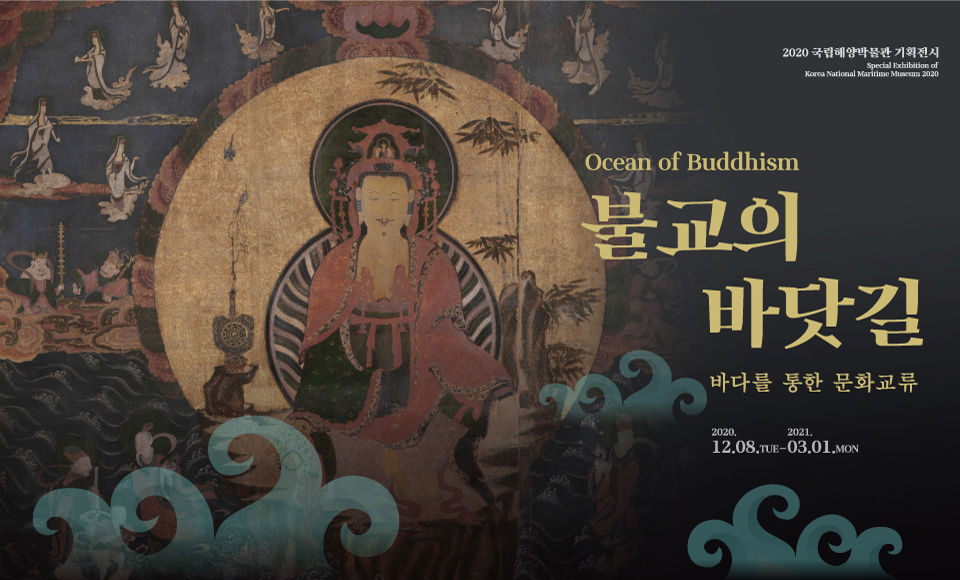 2020 국립해양박물관 기획전시
Special Exhibition of
Korea National Maritime Museum 2020
Ocean of Buddhism
불교의
바닷길
바다를 통한 문화교류
2020. 2021.
12.08.TUE-03.01.MON